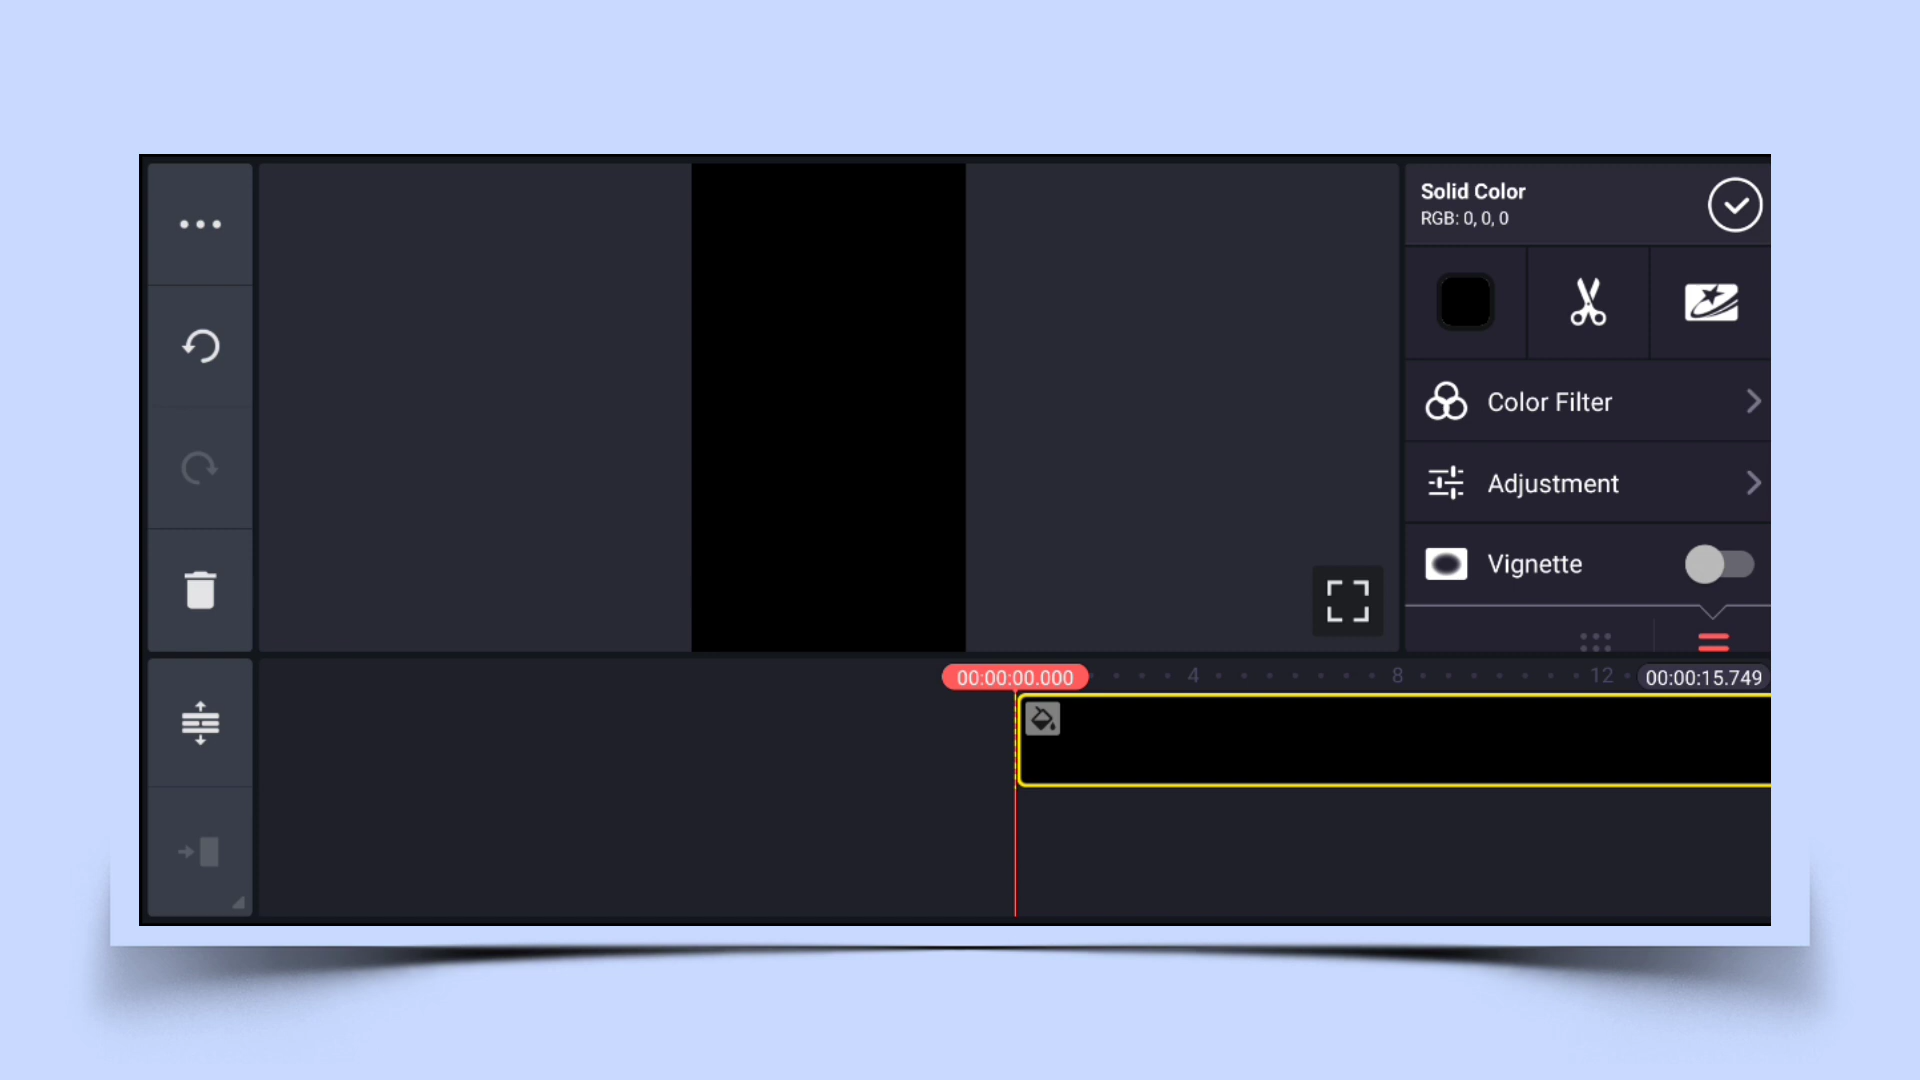 Solid Color
RGB: 0, 0, 0
Color Filter
Adjustment
Vignette
00:00:00.000 4 8 12 00:00:15.749